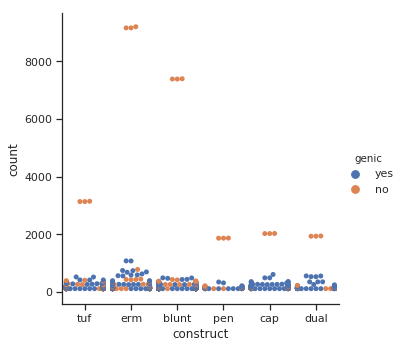 8000
6000
4000
2000
0
count
tuf erm blunt pen cap dual
construct
genic
yes
no